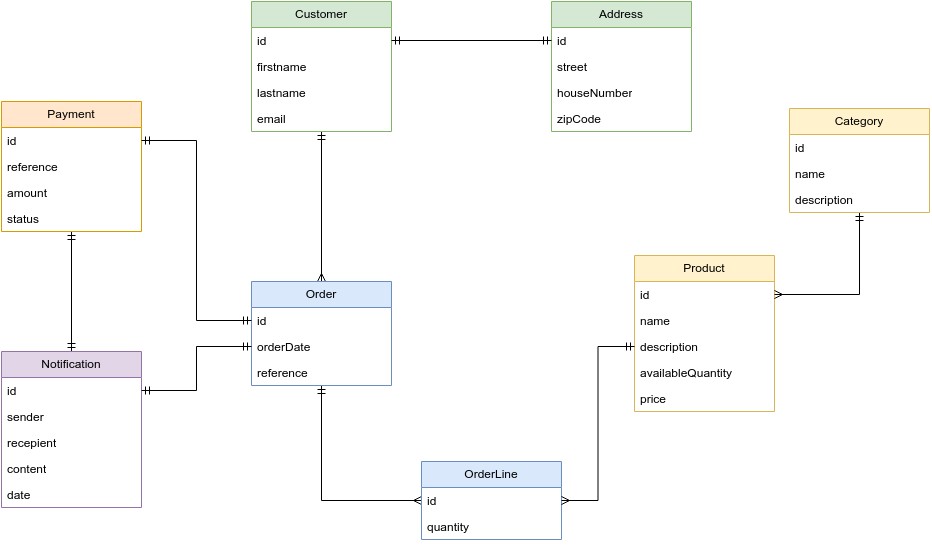 Customer
id
firstname
lastname
email
Address
id
street
houseNumber
zipCode
Payment
id
reference
amount
status
Category
id
name
description
Product
id
name
description
availableQuantity
price
Order
id
orderDate
reference
Notification
id
sender
recepient
content
date
OrderLine
id
quantity